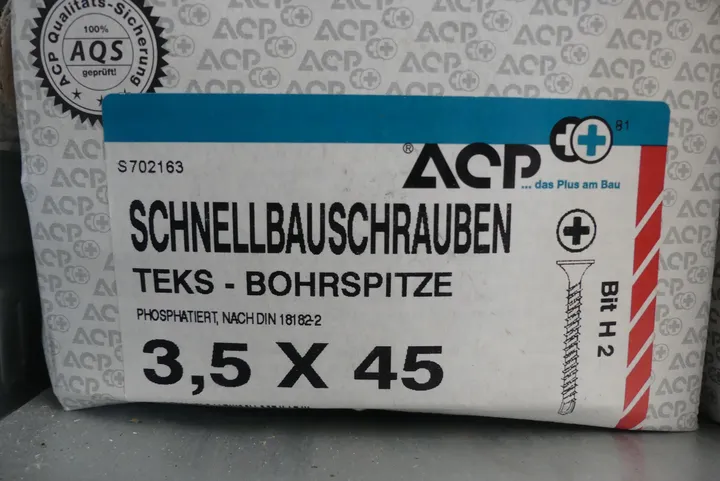 ACP Qualitäts-Sicherung
100%
AQS
geprüft!
81
S702163
® ACP
... das Plus am Bau
SCHNELLBAUSCHRAUBEN
TEKS - BOHRSPITZE
PHOSPHATIERT, NACH DIN 18182-2
3,5 X 45
Bit H 2